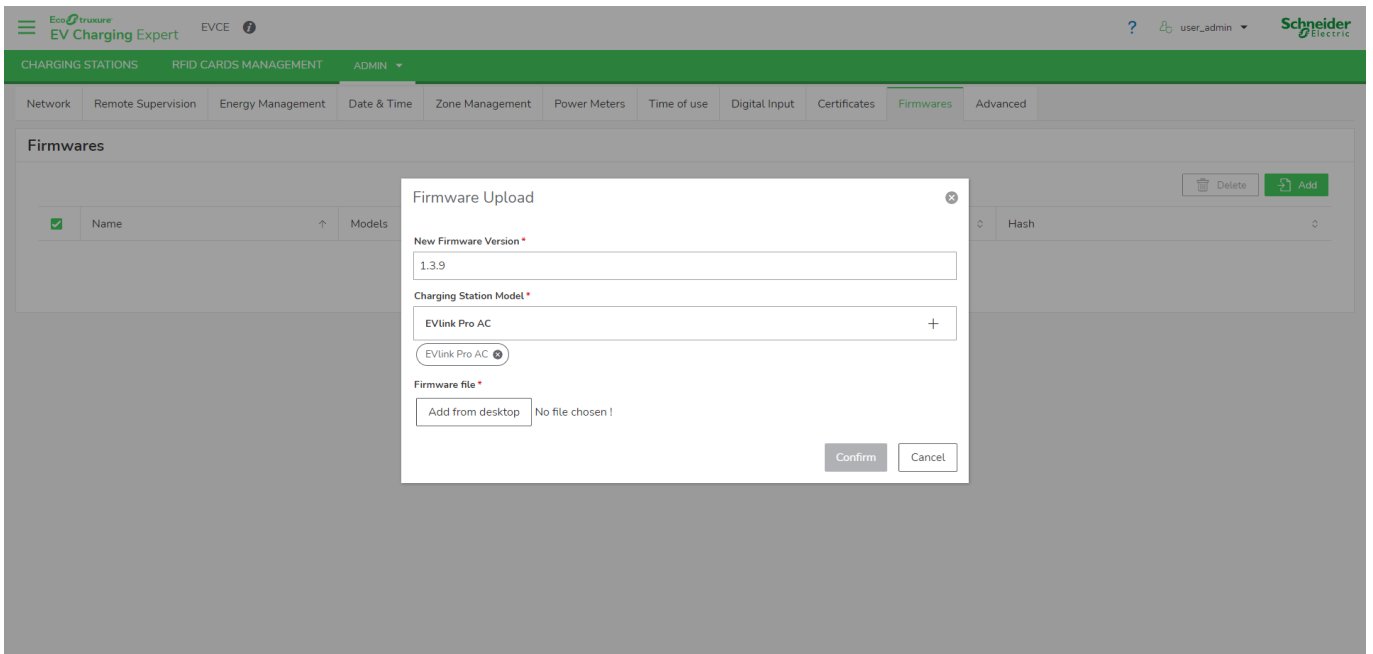 EcoStruxure
EV Charging Expert
EVCE
?
user_admin
Schneider
Electric
CHARGING STATIONS RFID CARDS MANAGEMENT ADMIN
Network Remote Supervision Energy Management Date & Time Zone Management Power Meters Time of use Digital Input Certificates Firmwares Advanced
Firmwares
Delete Add
Name Models Hash
Firmware Upload
New Firmware Version *
1.3.9
Charging Station Model *
EVlink Pro AC +
EVlink Pro AC
Firmware file *
Add from desktop No file chosen !
Confirm Cancel